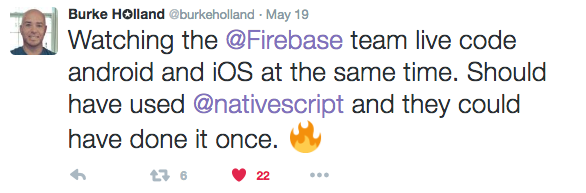 Burke H✪lland @burkeholland · May 19
Watching the @Firebase team live code
android and iOS at the same time. Should
have used @nativescript and they could
have done it once. 🔥
6 22